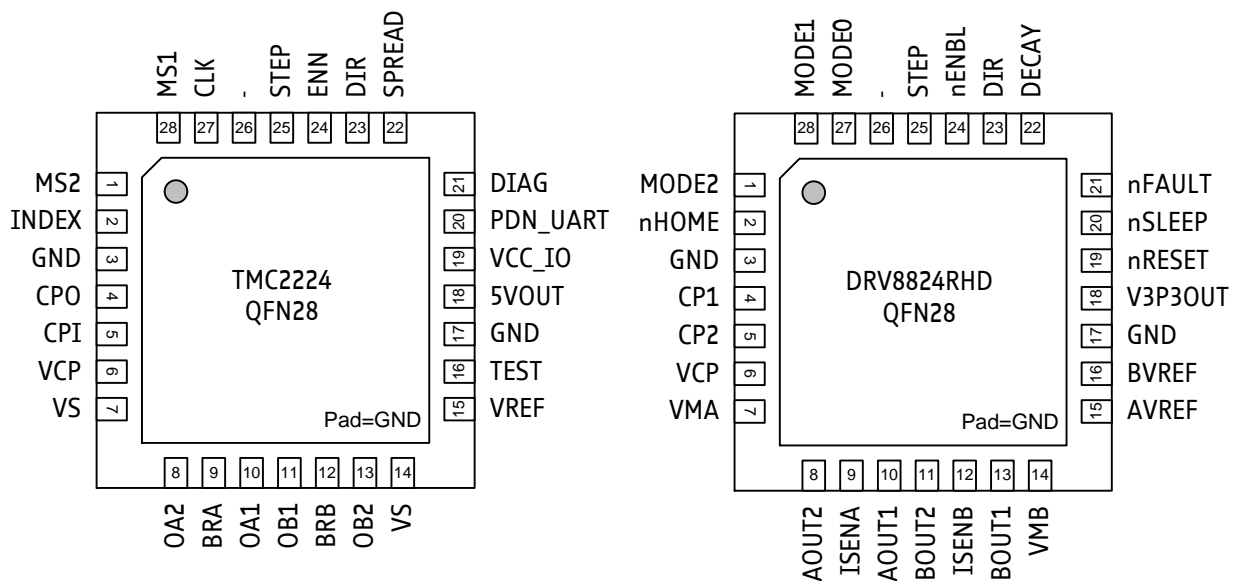 MS1
CLK
-
STEP
ENN
DIR
SPREAD
28
27
26
25
24
23
22
MS2
1
INDEX
2
GND
3
CPO
4
CPI
5
VCP
6
VS
7
TMC2224
QFN28
Pad=GND
21
DIAG
20
PDN_UART
19
VCC_IO
18
5VOUT
17
GND
16
TEST
15
VREF
8
9
10
11
12
13
14
OA2
BRA
OA1
OB1
BRB
OB2
VS
MODE1
MODE0
-
STEP
nENBL
DIR
DECAY
28
27
26
25
24
23
22
MODE2
1
nHOME
2
GND
3
CP1
4
CP2
5
VCP
6
VMA
7
DRV8824RHD
QFN28
Pad=GND
21
nFAULT
20
nSLEEP
19
nRESET
18
V3P3OUT
17
GND
16
BVREF
15
AVREF
8
9
10
11
12
13
14
AOUT2
ISENA
AOUT1
BOUT2
ISENB
BOUT1
VMB